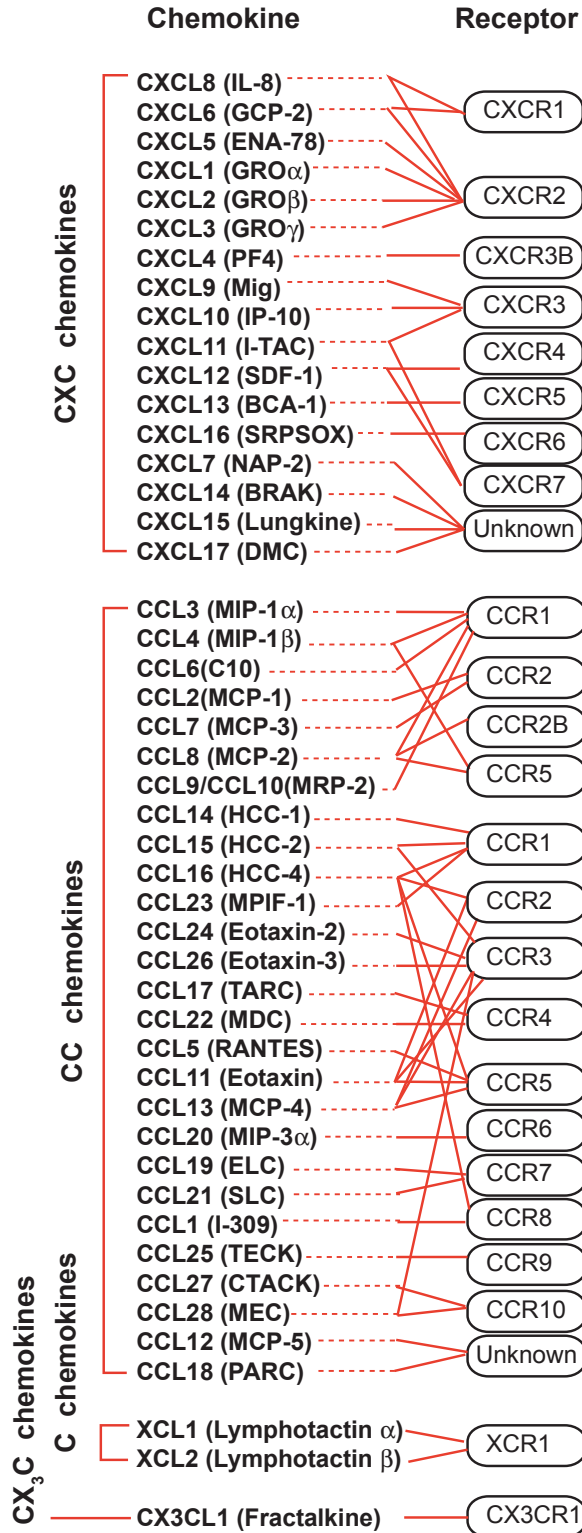 Chemokine Receptor
CXC chemokines
CXCL8 (IL-8)
CXCL6 (GCP-2)
CXCL5 (ENA-78)
CXCL1 (GROα)
CXCL2 (GROβ)
CXCL3 (GROγ)
CXCL4 (PF4)
CXCL9 (Mig)
CXCL10 (IP-10)
CXCL11 (I-TAC)
CXCL12 (SDF-1)
CXCL13 (BCA-1)
CXCL16 (SRPSOX)
CXCL7 (NAP-2)
CXCL14 (BRAK)
CXCL15 (Lungkine)
CXCL17 (DMC)
CXCR1
CXCR2
CXCR3B
CXCR3
CXCR4
CXCR5
CXCR6
CXCR7
Unknown
CC chemokines
CCL3 (MIP-1α)
CCL4 (MIP-1β)
CCL6(C10)
CCL2(MCP-1)
CCL7 (MCP-3)
CCL8 (MCP-2)
CCL9/CCL10(MRP-2)
CCL14 (HCC-1)
CCL15 (HCC-2)
CCL16 (HCC-4)
CCL23 (MPIF-1)
CCL24 (Eotaxin-2)
CCL26 (Eotaxin-3)
CCL17 (TARC)
CCL22 (MDC)
CCL5 (RANTES)
CCL11 (Eotaxin)
CCL13 (MCP-4)
CCL20 (MIP-3α)
CCL19 (ELC)
CCL21 (SLC)
CCL1 (I-309)
CCL25 (TECK)
CCL27 (CTACK)
CCL28 (MEC)
CCL12 (MCP-5)
CCL18 (PARC)
CCR1
CCR2
CCR2B
CCR5
CCR1
CCR2
CCR3
CCR4
CCR5
CCR6
CCR7
CCR8
CCR9
CCR10
Unknown
C chemokines
XCL1 (Lymphotactin α)
XCL2 (Lymphotactin β)
XCR1
CX₃C chemokines
CX3CL1 (Fractalkine)
CX3CR1